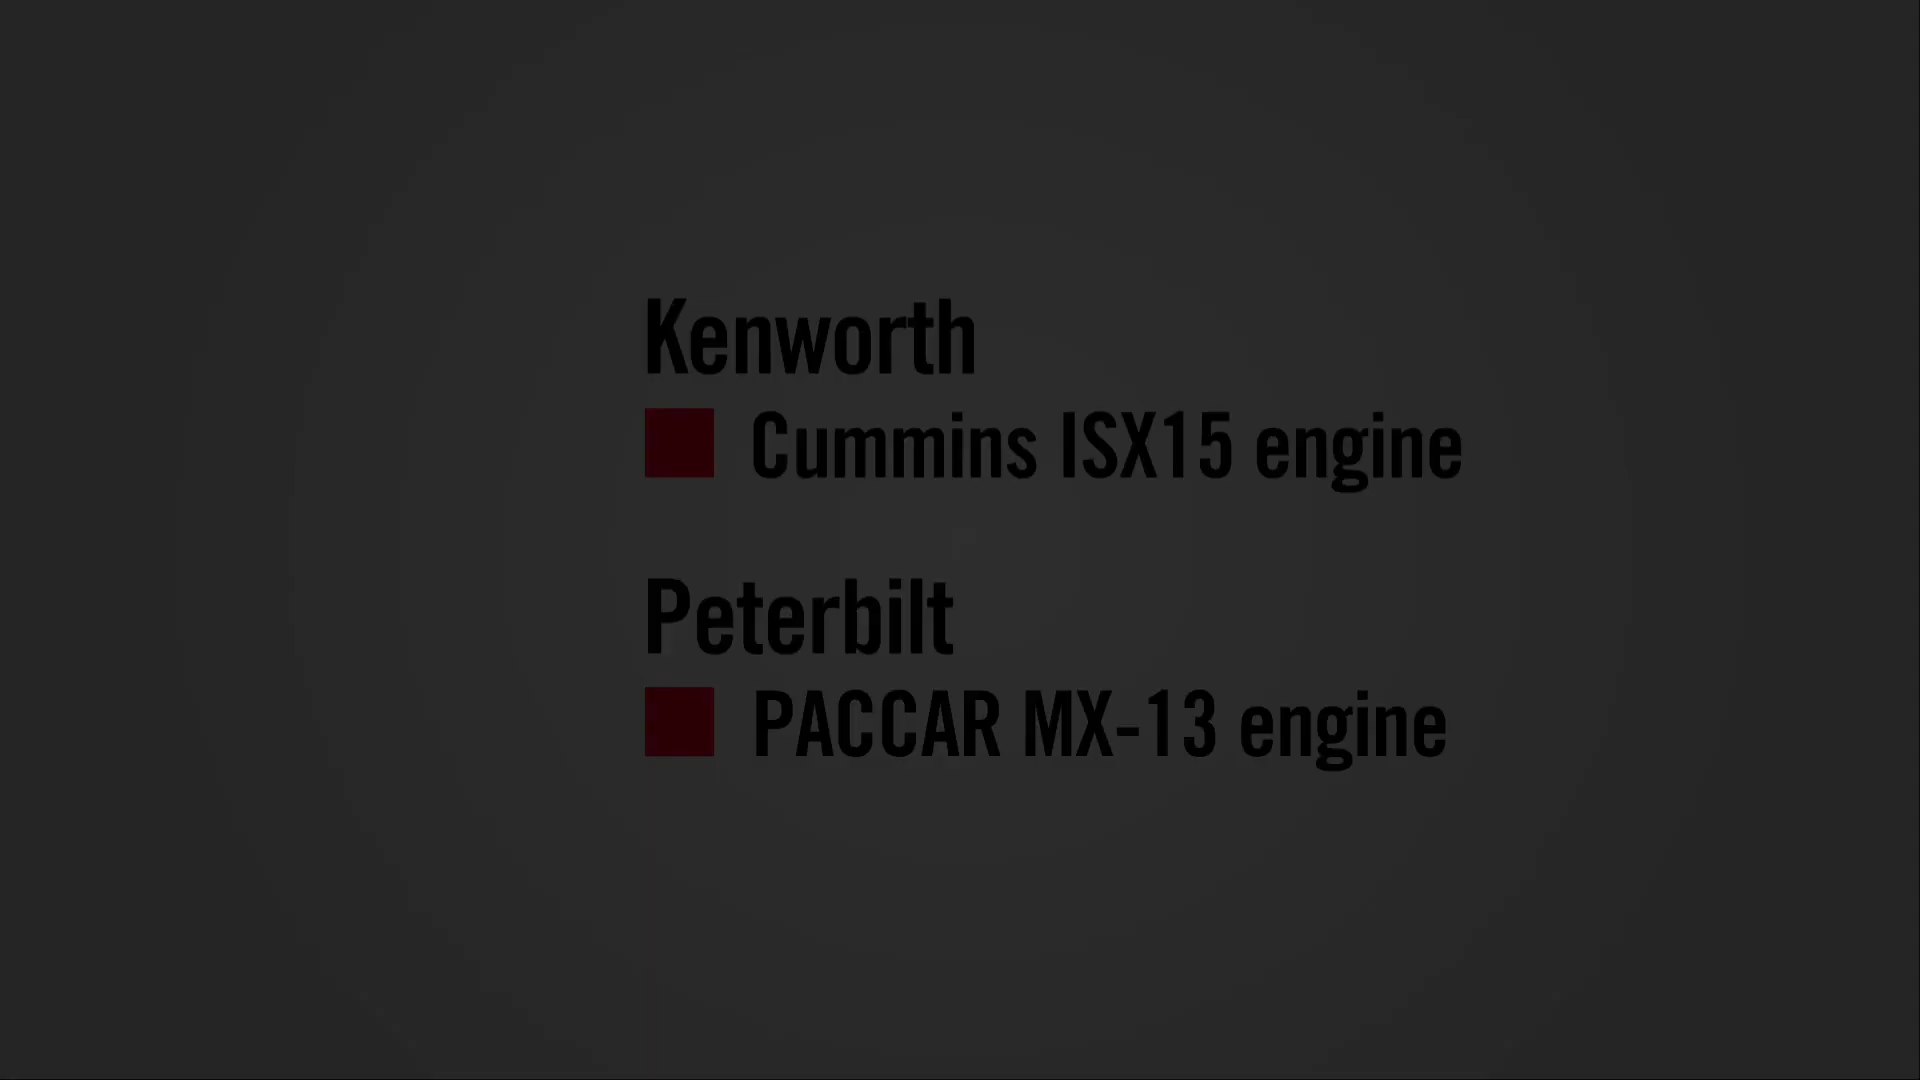 Kenworth
Cummins ISX15 engine
Peterbilt
PACCAR MX-13 engine